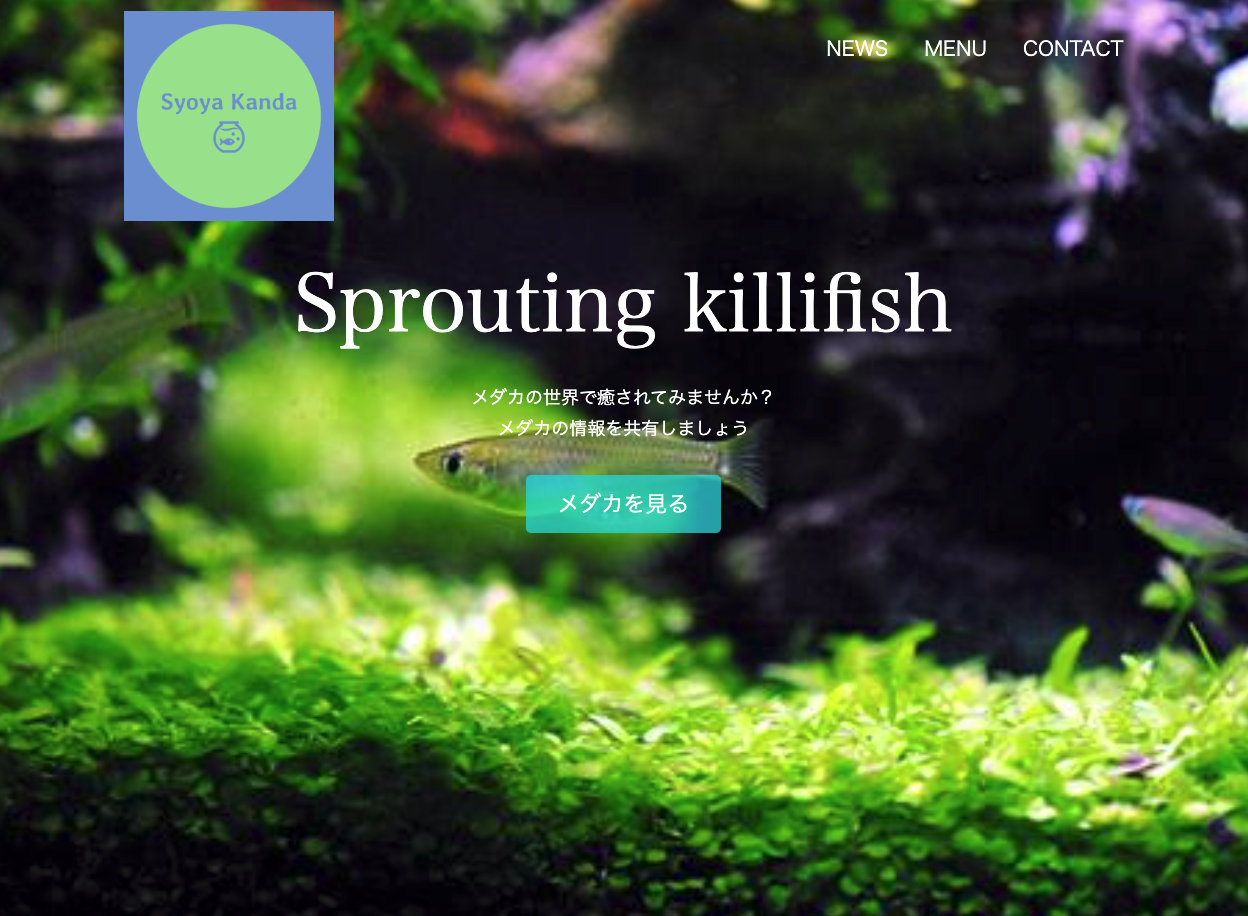 Syoya Kanda
NEWS MENU CONTACT
Sprouting killifish
メダカの世界で癒されてみませんか？
メダカの情報を共有しましょう
メダカを見る